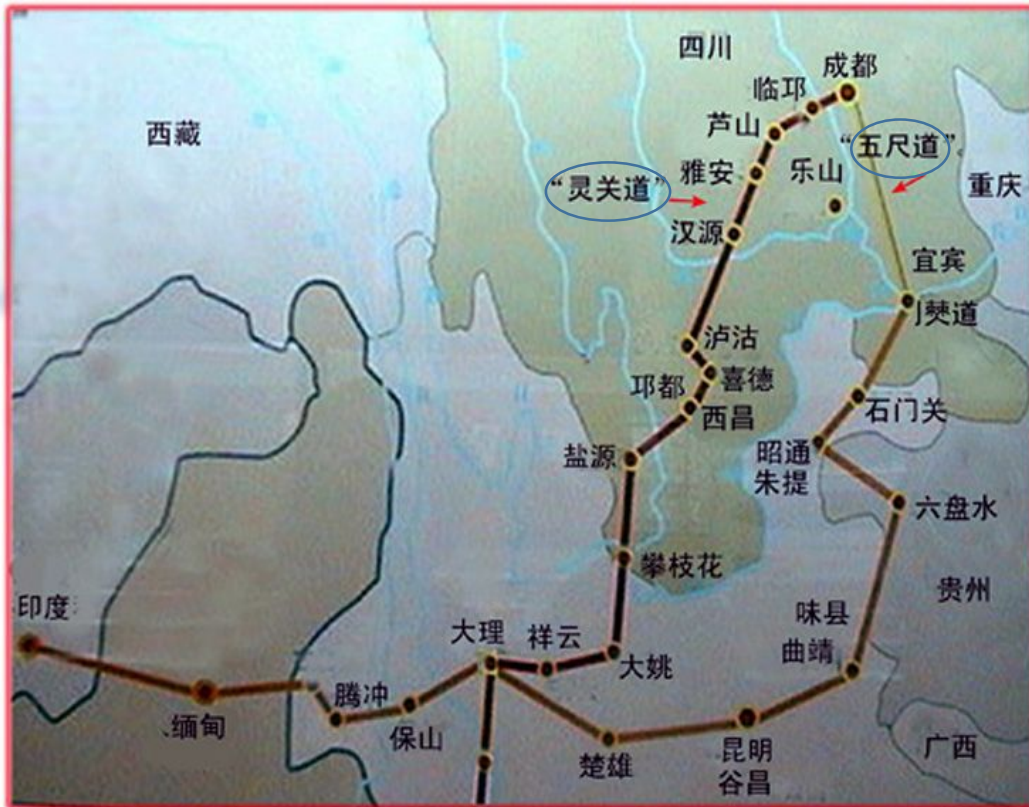 四川
成都
临邛
西藏
芦山
“五尺道”
乐山
雅安
“灵关道”
重庆
汉源
宜宾
僰道
泸沽
喜德
邛都
西昌
石门关
昭通
朱提
盐源
六盘水
攀枝花
贵州
印度
味县
大理
祥云
曲靖
大姚
腾冲
缅甸
保山
广西
昆明
楚雄
谷昌